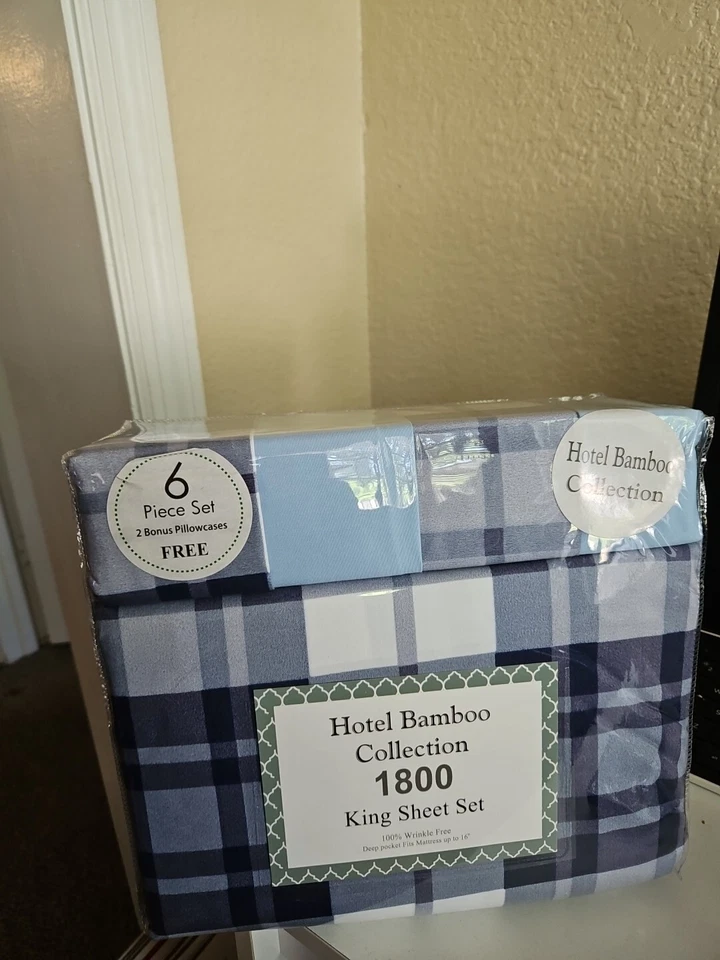 6
Piece Set
2 Bonus Pillowcases
FREE
Hotel Bamboo
Collection
Hotel Bamboo
Collection
1800
King Sheet Set
100% Wrinkle Free
Deep pocket Fits Mattress up to 16"